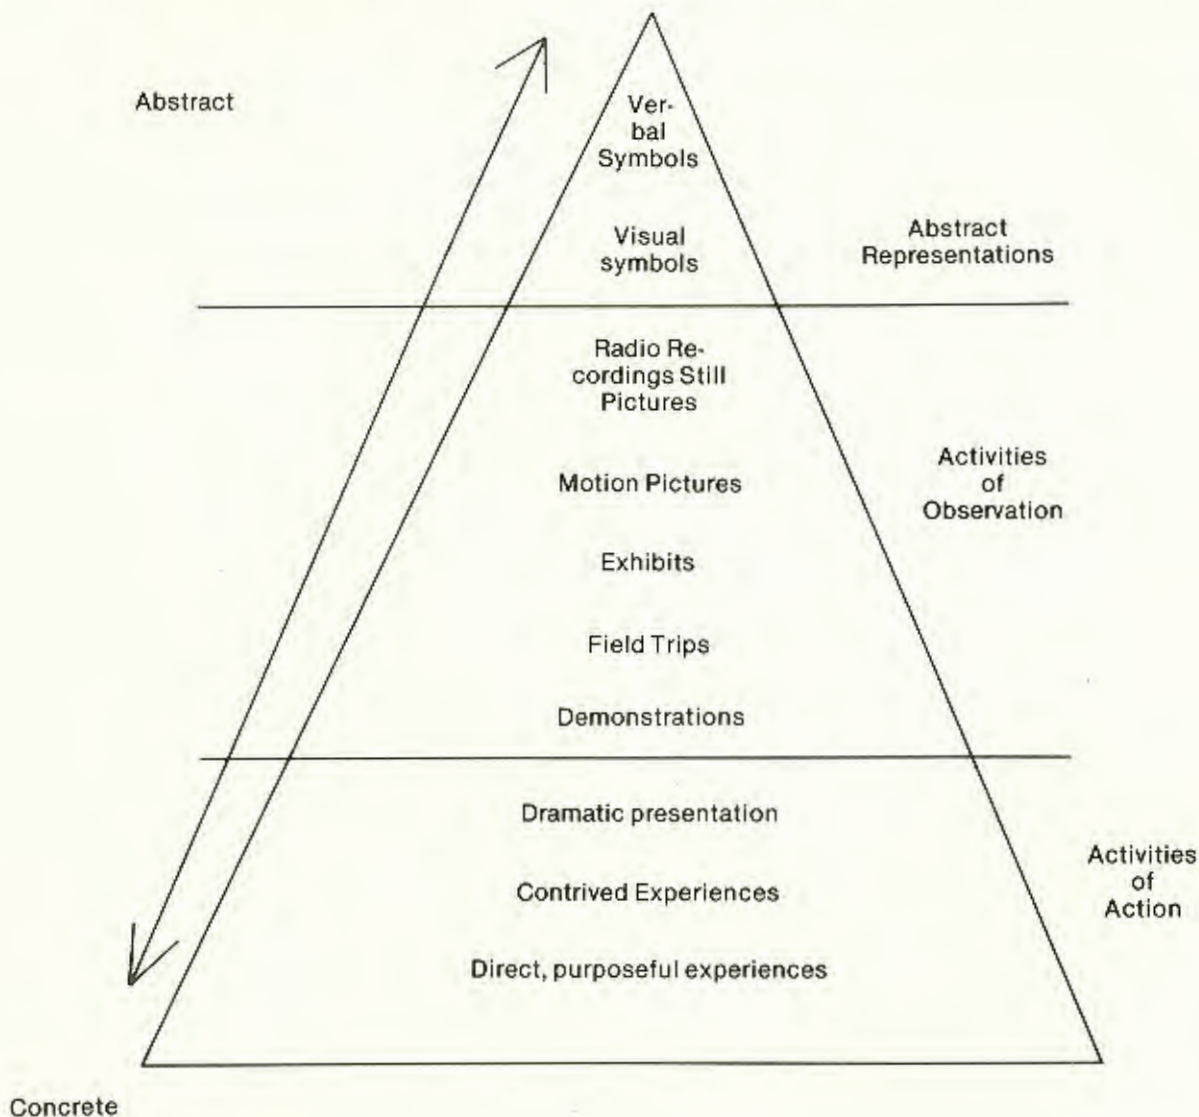 Abstract
Ver-
bal
Symbols
Visual
symbols
Abstract
Representations
Radio Re-
cordings Still
Pictures
Motion Pictures
Exhibits
Field Trips
Demonstrations
Activities
of
Observation
Dramatic presentation
Contrived Experiences
Direct, purposeful experiences
Activities
of
Action
Concrete